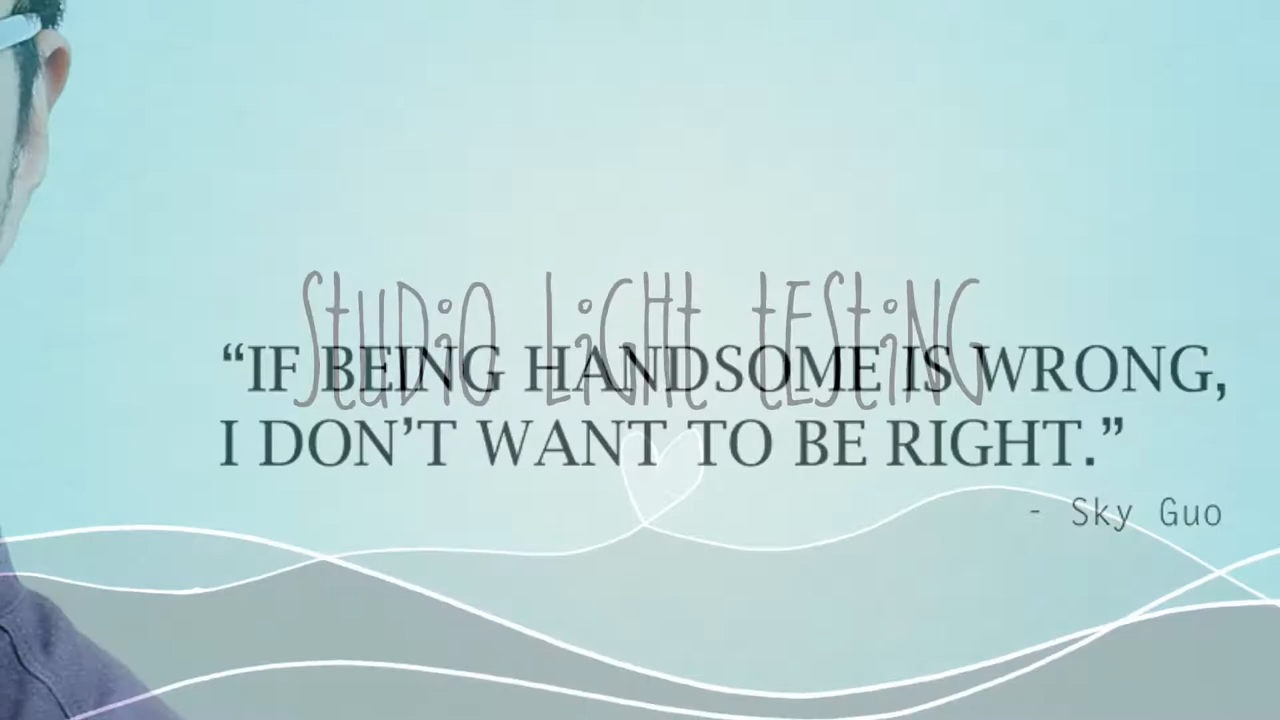 StUDiO LiGHt tEStiNG
“IF BEING HANDSOME IS WRONG,
I DON’T WANT TO BE RIGHT.”
- Sky Guo